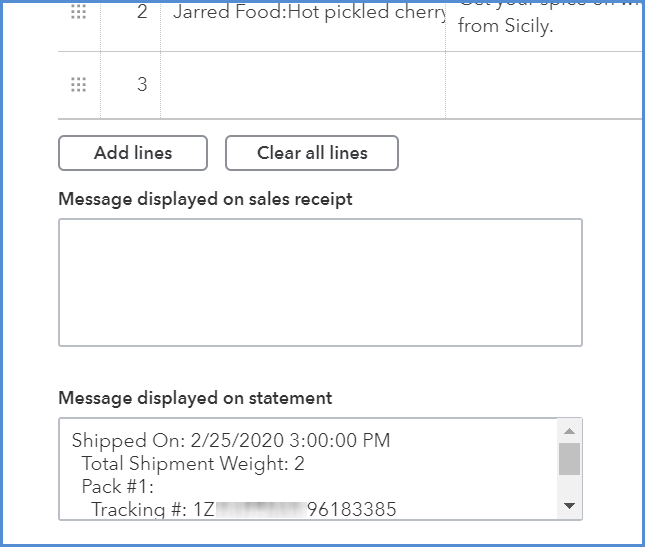 2 Jarred Food:Hot pickled cherry
from Sicily.
3
Add lines Clear all lines
Message displayed on sales receipt
Message displayed on statement
Shipped On: 2/25/2020 3:00:00 PM
Total Shipment Weight: 2
Pack #1:
Tracking #: 1Z 96183385